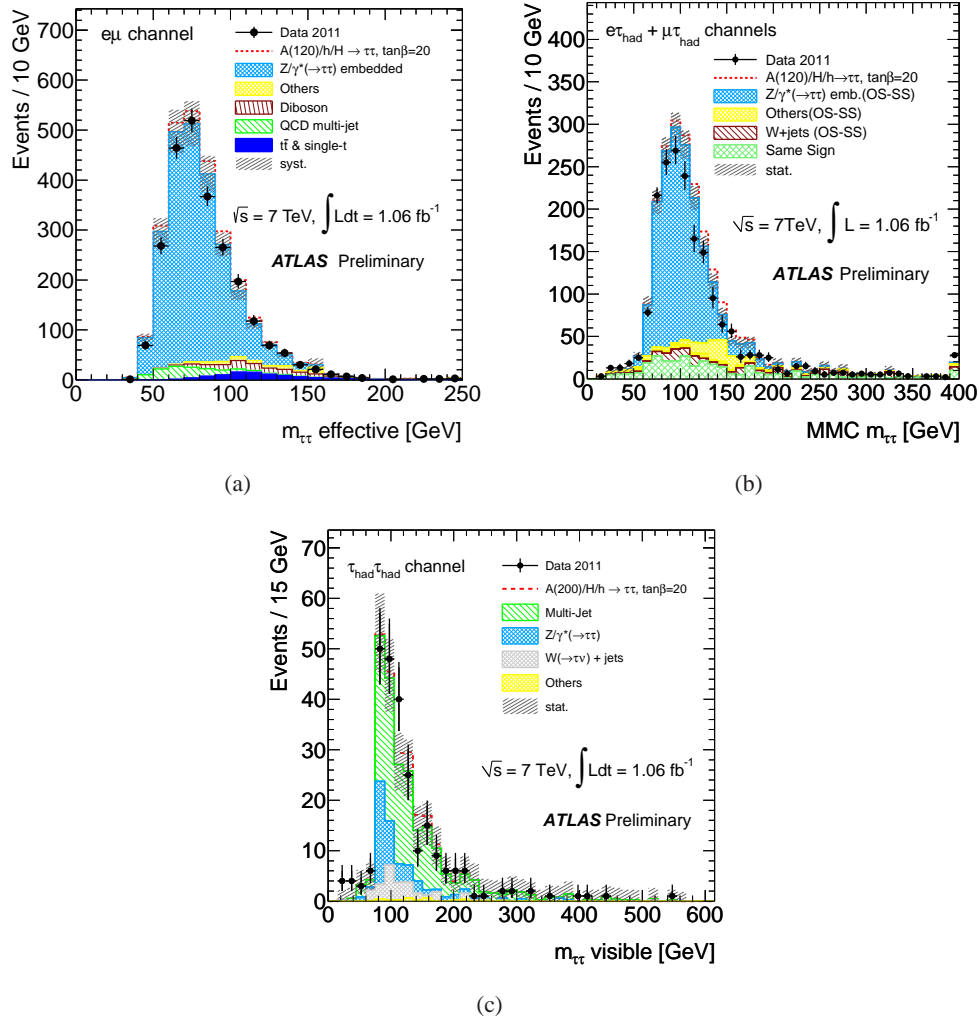 Events / 10 GeV
700
600
500
400
300
200
100
0
eμ channel
Data 2011
A(120)/h/H → ττ, tanβ=20
Z/γ*(→ττ) embedded
Others
Diboson
QCD multi-jet
tt̄ & single-t
syst.
√s = 7 TeV, ∫Ldt = 1.06 fb⁻¹
ATLAS Preliminary
0 50 100 150 200 250
m_ττ effective [GeV]
(a)
Events / 10 GeV
400
350
300
250
200
150
100
50
0
eτ_had + μτ_had channels
Data 2011
A(120)/H/h→ττ, tanβ=20
Z/γ*(→ττ) emb.(OS-SS)
Others(OS-SS)
W+jets (OS-SS)
Same Sign
stat.
√s = 7TeV, ∫ L = 1.06 fb⁻¹
ATLAS Preliminary
0 50 100 150 200 250 300 350 400
MMC m_ττ [GeV]
(b)
Events / 15 GeV
70
60
50
40
30
20
10
0
τ_had τ_had channel
Data 2011
A(200)/H/h → ττ, tanβ=20
Multi-Jet
Z/γ*(→ττ)
W(→τν) + jets
Others
stat.
√s = 7 TeV, ∫Ldt = 1.06 fb⁻¹
ATLAS Preliminary
0 100 200 300 400 500 600
m_ττ visible [GeV]
(c)